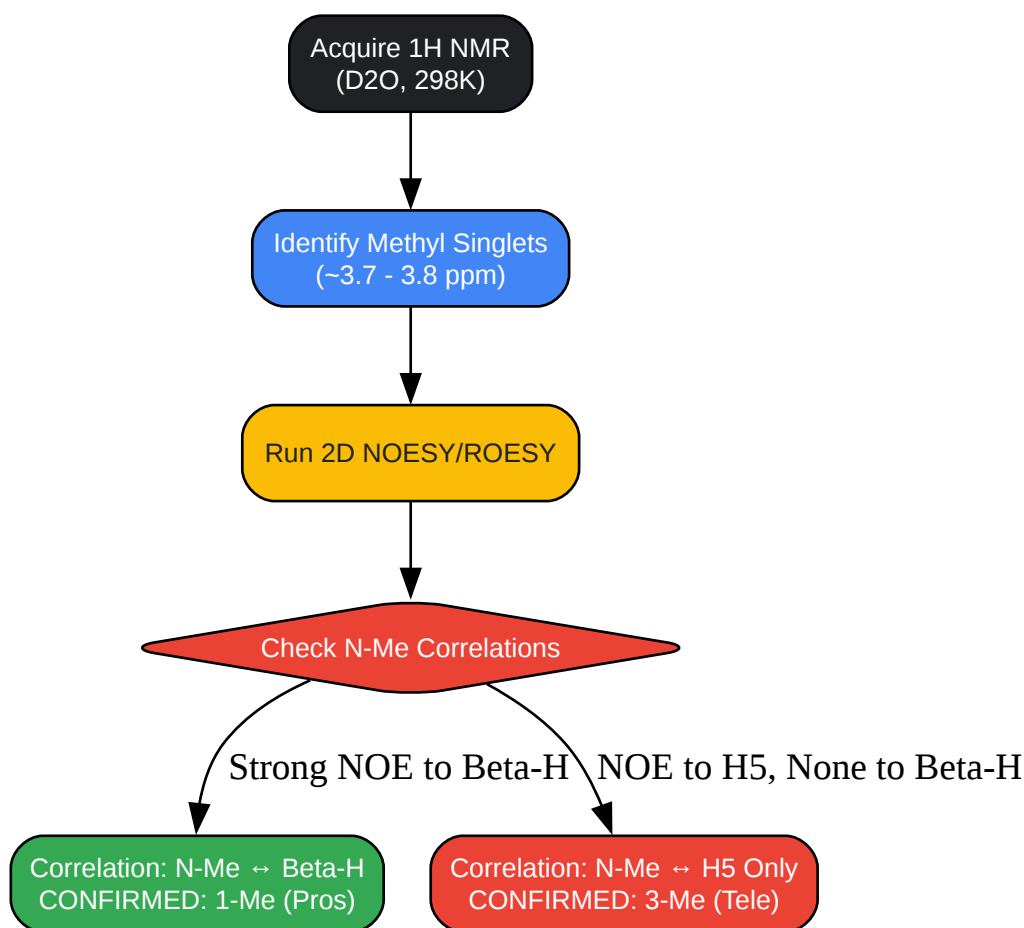 Acquire 1H NMR
(D2O, 298K)
Identify Methyl Singlets
(~3.7 - 3.8 ppm)
Run 2D NOESY/ROESY
Check N-Me Correlations
Strong NOE to Beta-H
NOE to H5, None to Beta-H
Correlation: N-Me ↔ Beta-H
CONFIRMED: 1-Me (Pros)
Correlation: N-Me ↔ H5 Only
CONFIRMED: 3-Me (Tele)